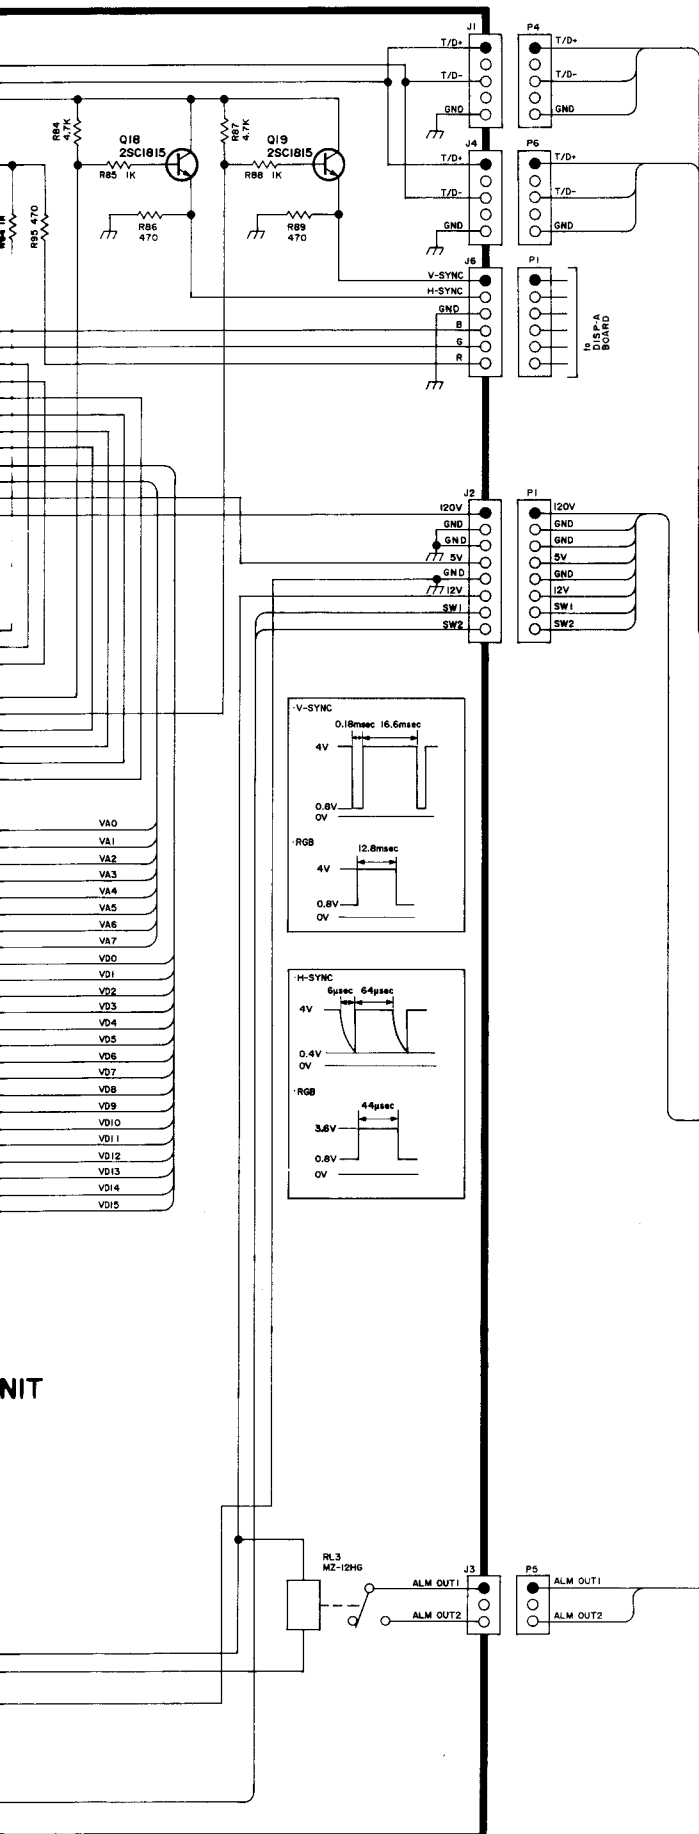 J1 P4
T/D+ T/D+
T/D- T/D-
GND GND
R84 4.7K
Q18
2SC1815
R85 1K
R87 4.7K
Q19
2SC1815
R88 1K
J4 P6
T/D+ T/D+
T/D- T/D-
GND GND
R95 470
R86
470
R89
470
J6 P1
V-SYNC
H-SYNC
GND
B
G
R
to
DISP-A
BOARD
J2 P1
120V 120V
GND GND
GND GND
5V 5V
GND GND
12V 12V
SW1 SW1
SW2 SW2
·V-SYNC
0.18msec 16.6msec
4V
0.8V
0V
·RGB
12.8msec
4V
0.8V
0V
VA0
VA1
VA2
VA3
VA4
VA5
VA6
VA7
VD0
VD1
VD2
VD3
VD4
VD5
VD6
VD7
VD8
VD9
VD10
VD11
VD12
VD13
VD14
VD15
·H-SYNC
6μsec 64μsec
4V
0.4V
0V
·RGB
44μsec
3.6V
0.8V
0V
NIT
RL3
MZ-12HG
J3 P5
ALM OUT1 ALM OUT1
ALM OUT2 ALM OUT2